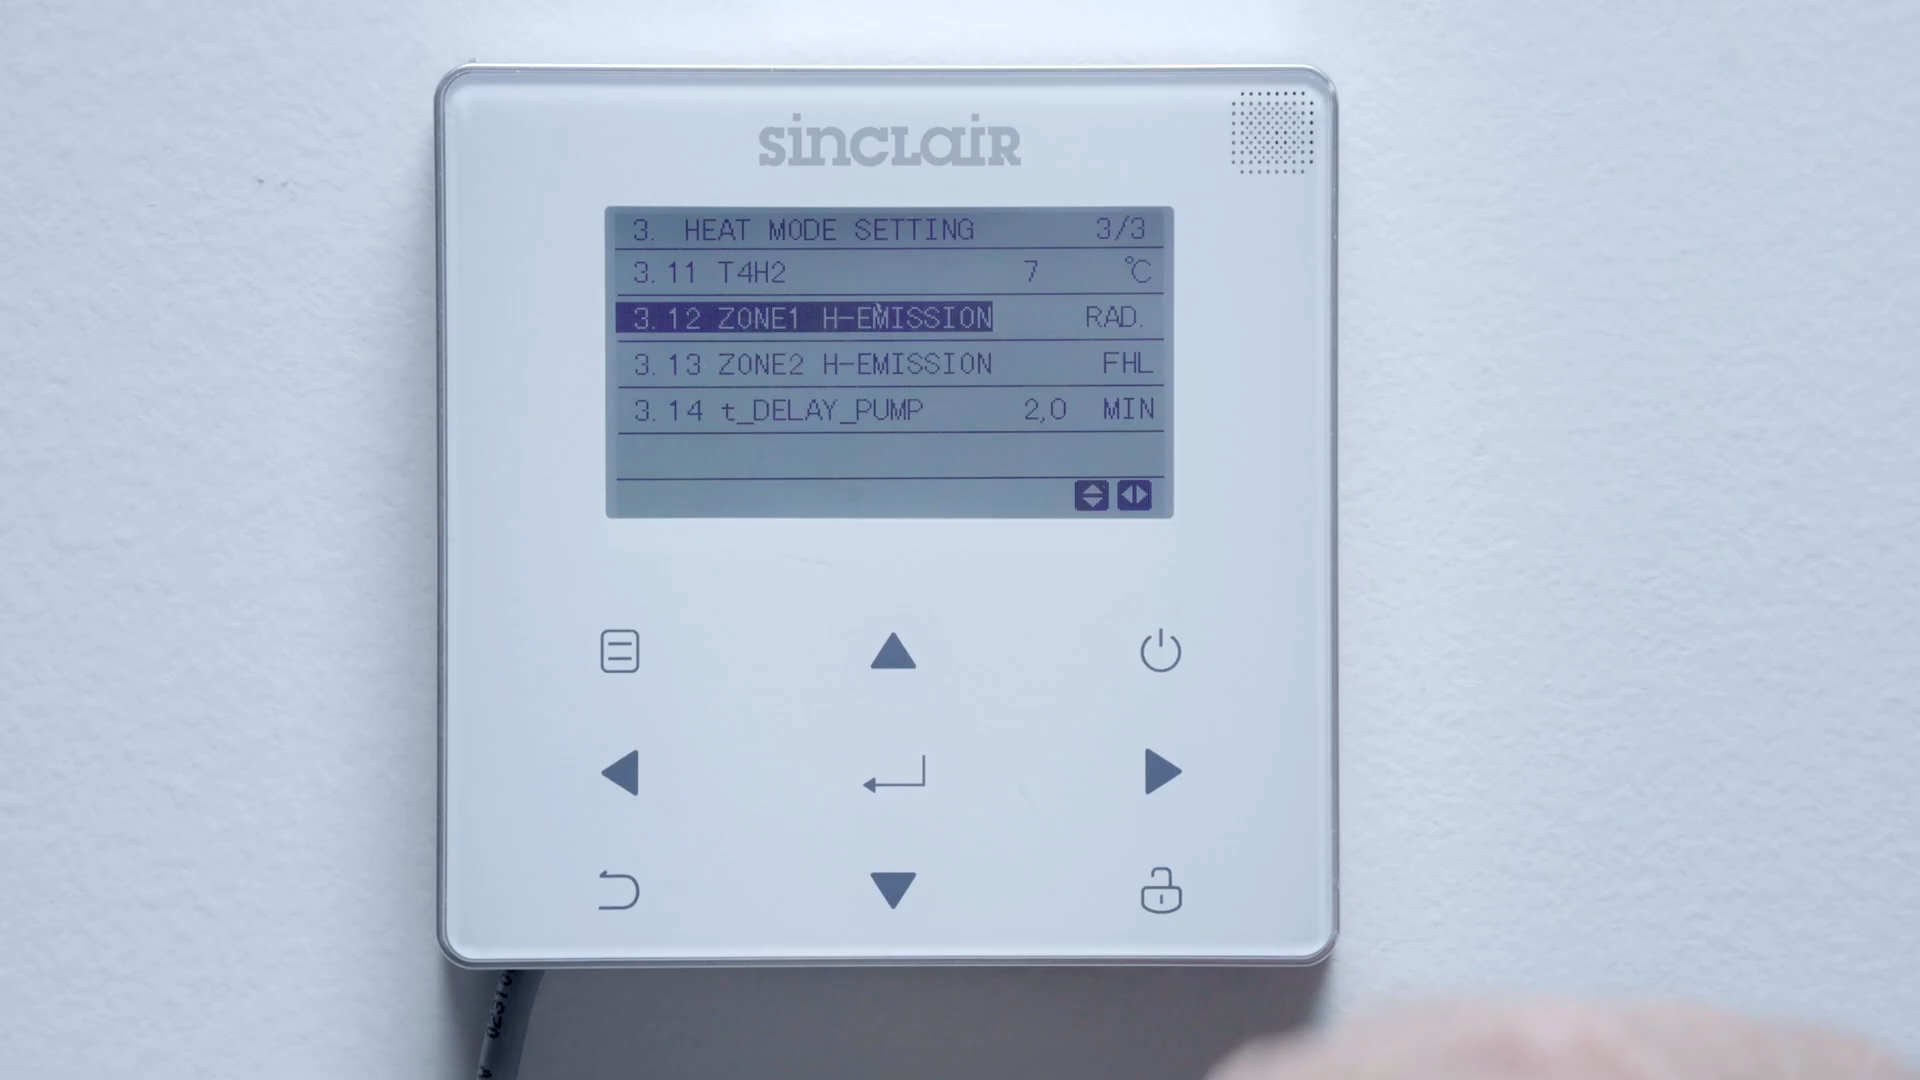 sinclair
3. HEAT MODE SETTING 3/3
3.11 T4H2 7 °C
3.12 ZONE1 H-EMISSION RAD.
3.13 ZONE2 H-EMISSION FHL
3.14 t_DELAY_PUMP 2,0 MIN